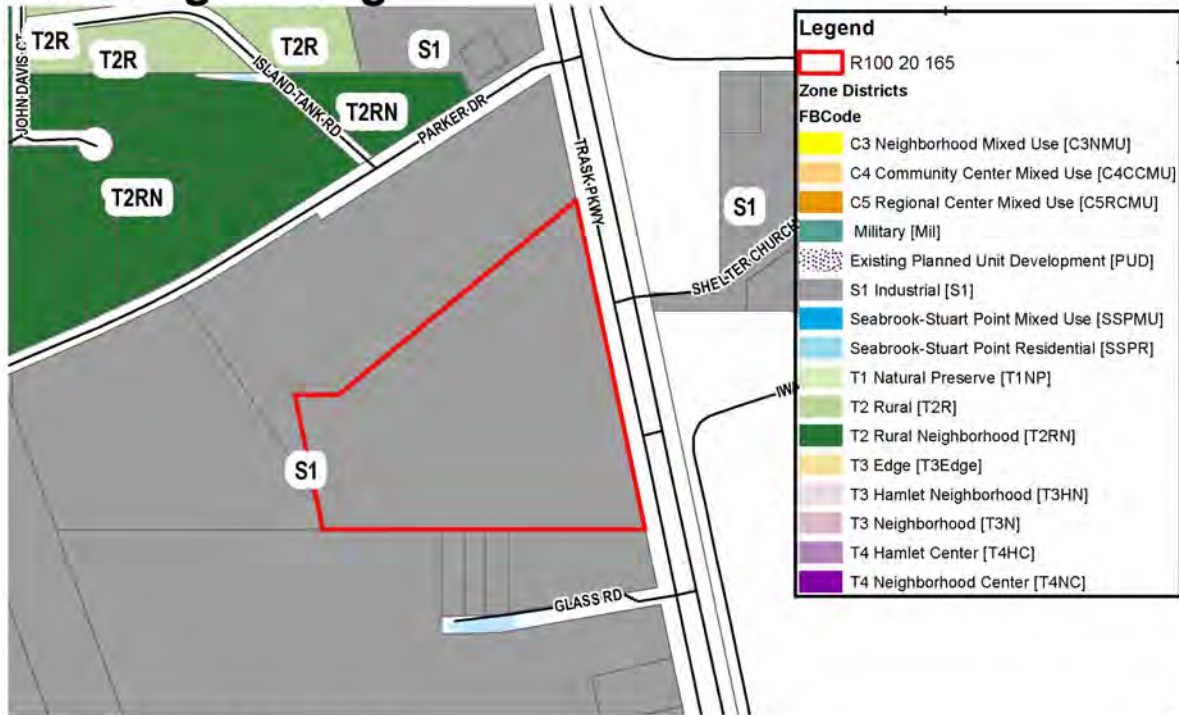 JOHN DAVIS CT
T2R
T2R
T2R
S1
ISLAND TANK RD
T2RN
PARKER DR
T2RN
TRASK PKWY
S1
SHELTER CHURCH
IWA
S1
GLASS RD
Legend
R100 20 165
Zone Districts
FBCode
C3 Neighborhood Mixed Use [C3NMU]
C4 Community Center Mixed Use [C4CCMU]
C5 Regional Center Mixed Use [C5RCMU]
Military [Mil]
Existing Planned Unit Development [PUD]
S1 Industrial [S1]
Seabrook-Stuart Point Mixed Use [SSPMU]
Seabrook-Stuart Point Residential [SSPR]
T1 Natural Preserve [T1NP]
T2 Rural [T2R]
T2 Rural Neighborhood [T2RN]
T3 Edge [T3Edge]
T3 Hamlet Neighborhood [T3HN]
T3 Neighborhood [T3N]
T4 Hamlet Center [T4HC]
T4 Neighborhood Center [T4NC]